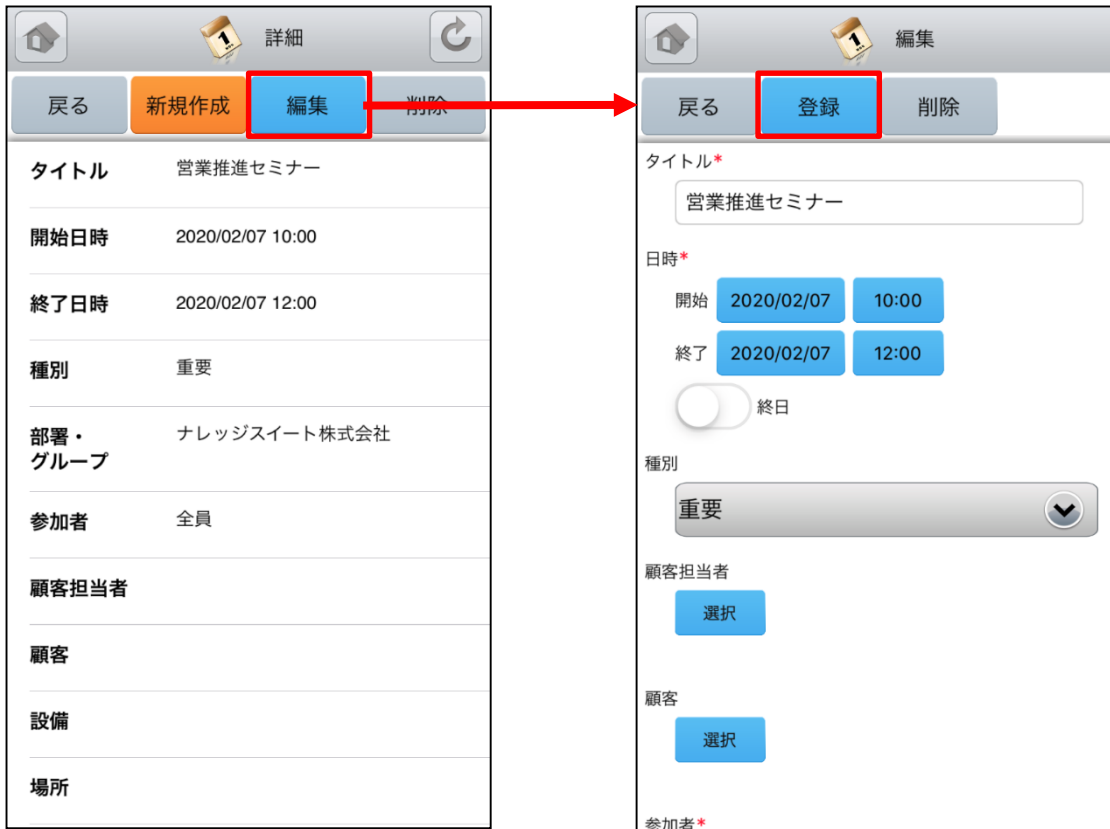 詳細
戻る
新規作成
編集
削除
タイトル 営業推進セミナー
開始日時 2020/02/07 10:00
終了日時 2020/02/07 12:00
種別 重要
部署・
グループ ナレッジスイート株式会社
参加者 全員
顧客担当者
顧客
設備
場所
1
編集
戻る
登録
削除
タイトル*
営業推進セミナー
日時*
開始 2020/02/07 10:00
終了 2020/02/07 12:00
終日
種別
重要
顧客担当者
選択
顧客
選択
参加者*